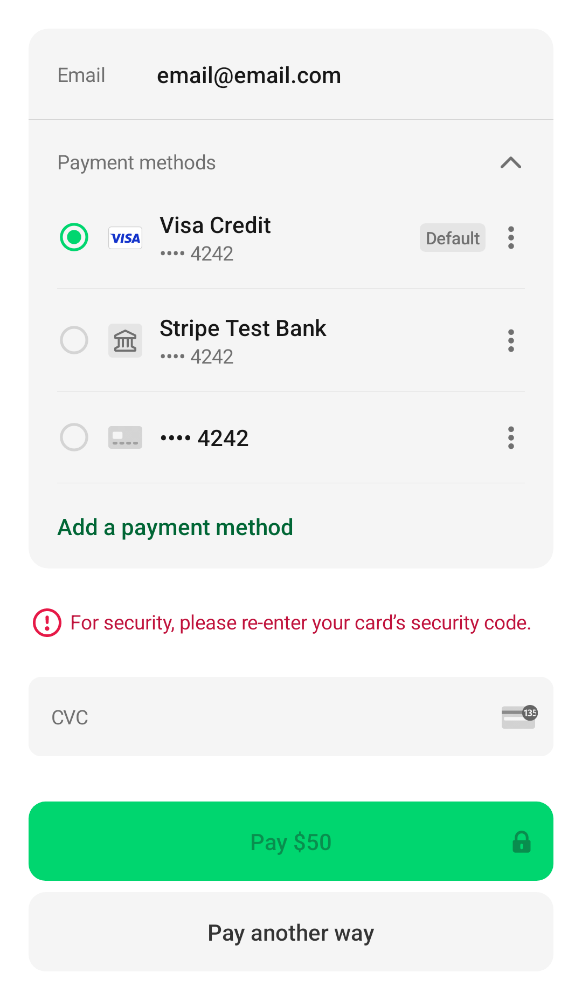 Email
email@email.com
Payment methods
VISA
Visa Credit
•••• 4242
Default
Stripe Test Bank
•••• 4242
•••• 4242
Add a payment method
For security, please re-enter your card’s security code.
CVC
135
Pay $50
Pay another way